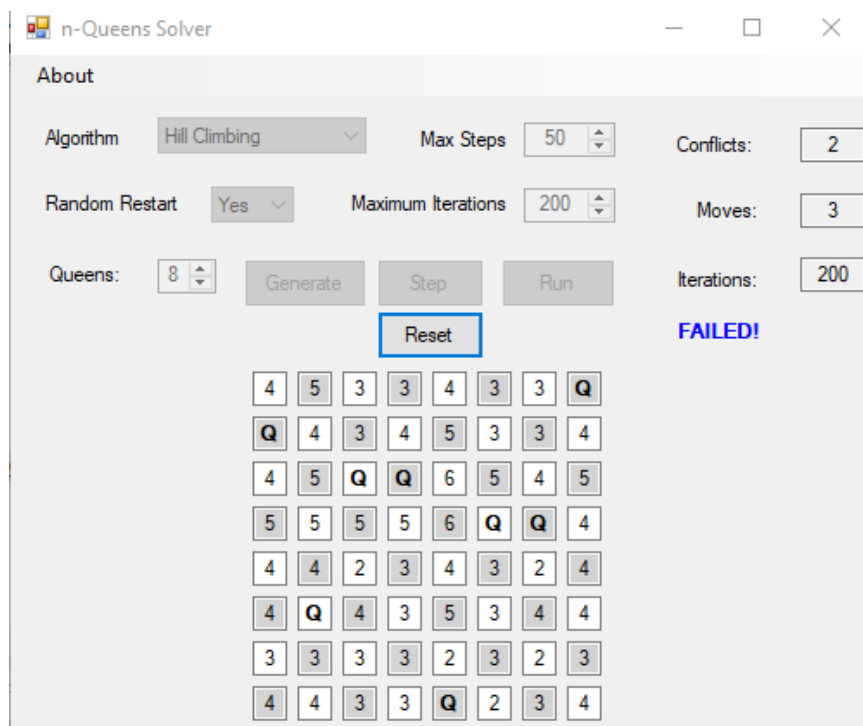 n-Queens Solver
About
Algorithm Hill Climbing Max Steps 50 Conflicts: 2
Random Restart Yes Maximum Iterations 200 Moves: 3
Queens: 8 Generate Step Run Iterations: 200
Reset FAILED!
4 5 3 3 4 3 3 Q
Q 4 3 4 5 3 3 4
4 5 Q Q 6 5 4 5
5 5 5 5 6 Q Q 4
4 4 2 3 4 3 2 4
4 Q 4 3 5 3 4 4
3 3 3 3 2 3 2 3
4 4 3 3 Q 2 3 4